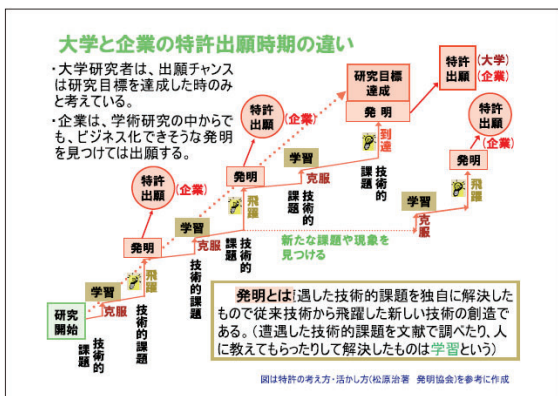 大学と企業の特許出願時期の違い
・大学研究者は、出願チャンス
は研究目標を達成した時のみ
と考えている。
・企業は、学術研究の中からで
も、ビジネス化できそうな発明
を見つけては出願する。
研究目標
達成
発 明
特許
出願
(大学)
(企業)
特許
出願
(企業)
特許
出願
(企業)
特許
出願
(企業)
到達
学習
克服
技術的
課題
技術的
課題
発明
飛躍
学習
克服
発明
飛躍
学習
克服
技術的課題
技術的
課題
発明
飛躍
学習
克服
技術的
課題
技術的課題
新たな課題や現象を
見つける
研究
開始
発明とは[遇した技術的課題を独自に解決した
もので従来技術から飛躍した新しい技術の創造で
ある。(遭遇した技術的課題を文献で調べたり、人
に教えてもらったりして解決したものは学習という)
図は特許の考え方・活かし方(松原治著 発明協会)を参考に作成